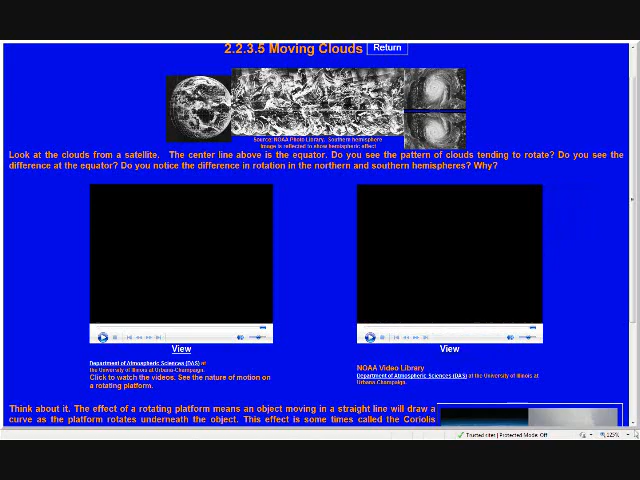 2.2.3.5 Moving Clouds Return
Source: NOAA Photo Library. Southern hemisphere
image is reflected to show hemispheric effect
Look at the clouds from a satellite. The center line above is the equator. Do you see the pattern of clouds tending to rotate? Do you see the
difference at the equator? Do you notice the difference in rotation in the northern and southern hemispheres? Why?
View
View
Department of Atmospheric Sciences (DAS) at
the University of Illinois at Urbana-Champaign.
Click to watch the videos. See the nature of motion on
a rotating platform.
NOAA Video Library
Department of Atmospheric Sciences (DAS) at the University of Illinois at
Urbana-Champaign.
Think about it. The effect of a rotating platform means an object moving in a straight line will draw a
curve as the platform rotates underneath the object. This effect is some times called the Coriolis
Trusted sites | Protected Mode: Off
125%